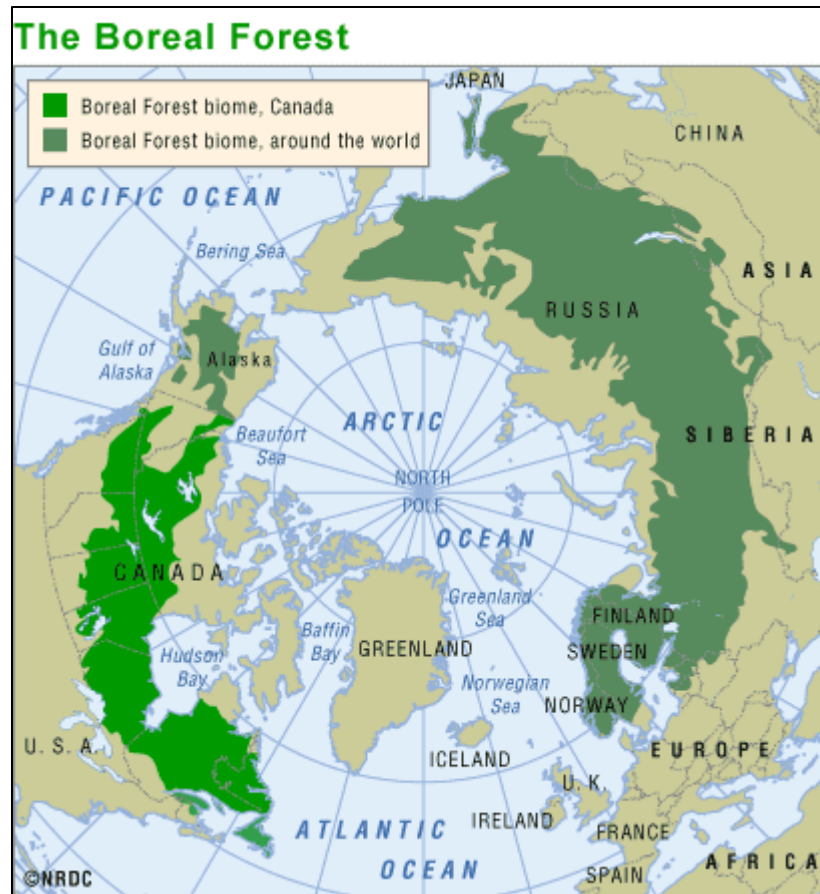 The Boreal Forest
Boreal Forest biome, Canada
Boreal Forest biome, around the world
JAPAN
CHINA
PACIFIC OCEAN
Bering Sea
ASIA
RUSSIA
Gulf of
Alaska
Alaska
ARCTIC
Beaufort
Sea
SIBERIA
NORTH
POLE
OCEAN
CANADA
Greenland
Sea
Baffin
Bay
GREENLAND
FINLAND
SWEDEN
Hudson
Bay
Norwegian
Sea
NORWAY
U.S.A.
ICELAND
EUROPE
U.K.
ATLANTIC
OCEAN
IRELAND
FRANCE
SPAIN
AFRICA
©NRDC